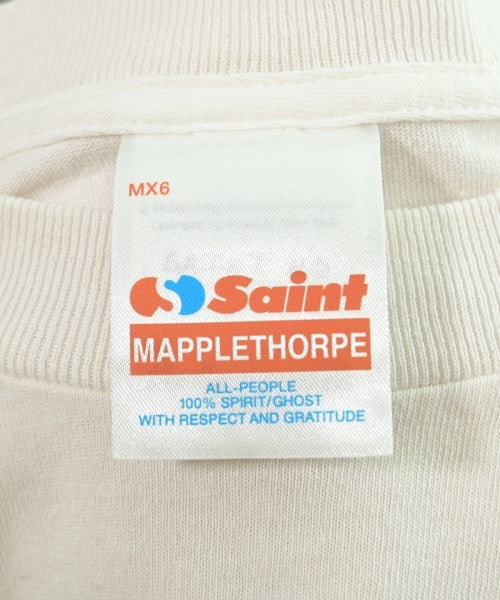 MX6
Saint
MAPPLETHORPE
ALL-PEOPLE
100% SPIRIT/GHOST
WITH RESPECT AND GRATITUDE